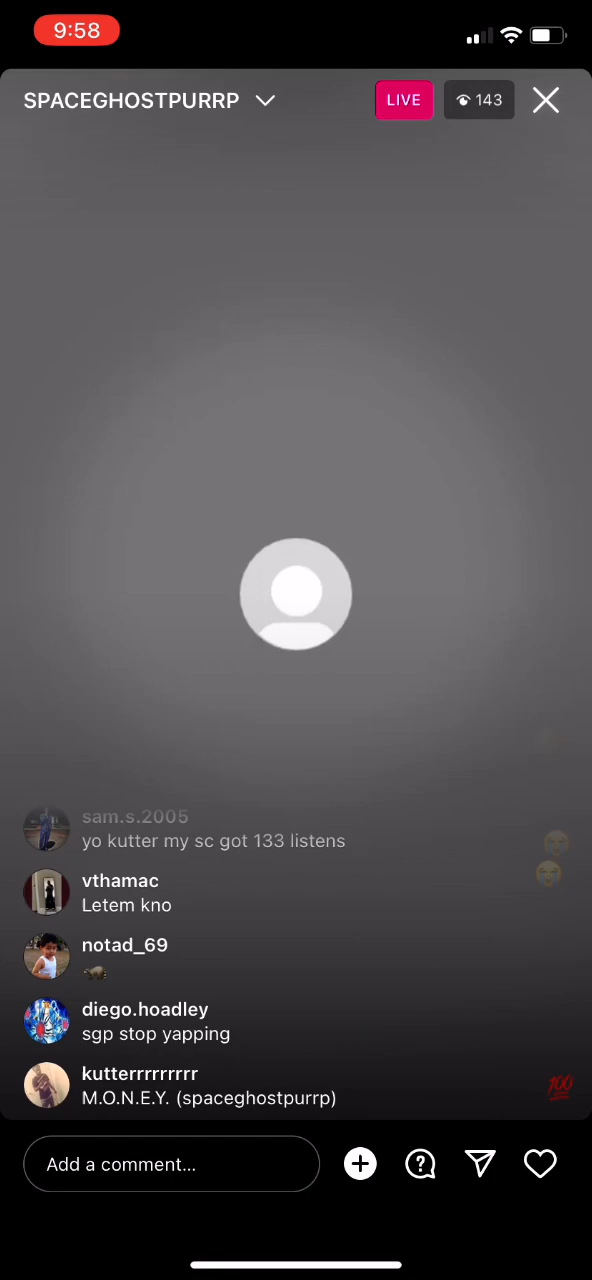 9:58
SPACEGHOSTPURRP
LIVE
143
sam.s.2005
yo kutter my sc got 133 listens
vthamac
Letem kno
notad_69
diego.hoadley
sgp stop yapping
kutterrrrrrrrr
M.O.N.E.Y. (spaceghostpurrp)
100
Add a comment...